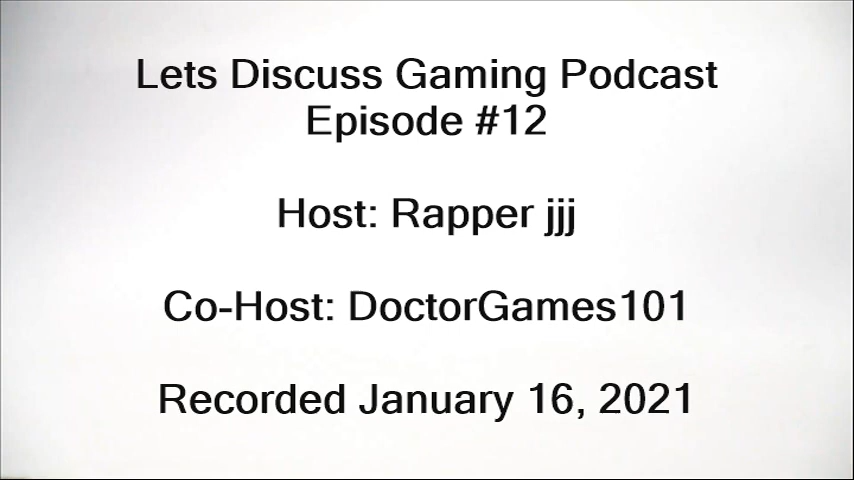 Lets Discuss Gaming Podcast
Episode #12
Host: Rapper jjj
Co-Host: DoctorGames101
Recorded January 16, 2021